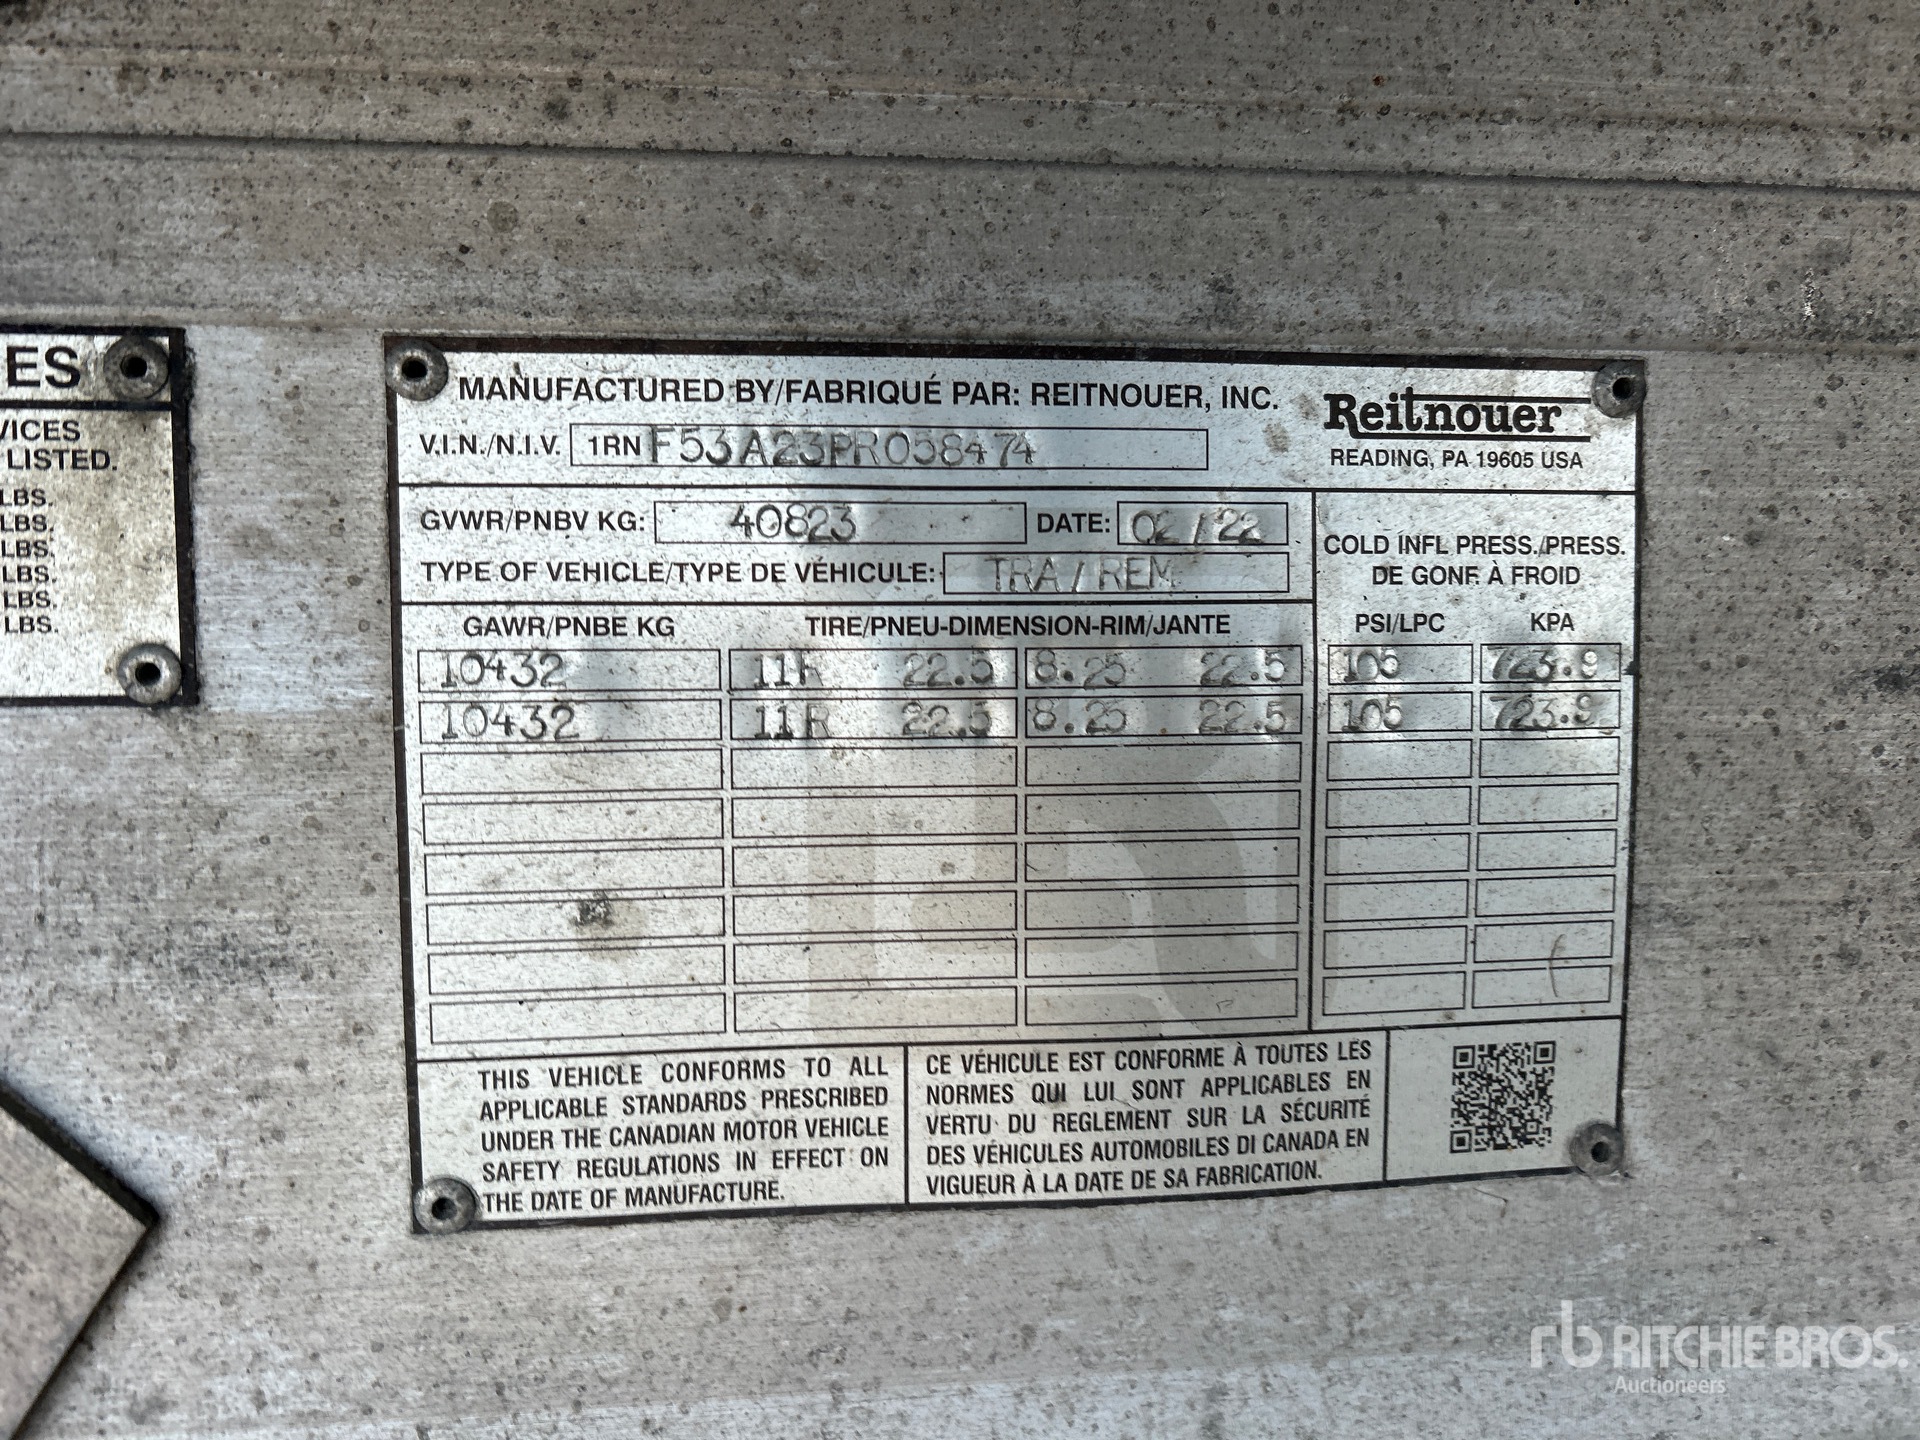 ES
VICES
LISTED.
LBS.
LBS.
LBS.
LBS.
LBS.
LBS.
MANUFACTURED BY/FABRIQUÉ PAR: REITNOUER, INC.
Reitnouer
READING, PA 19605 USA
V.I.N./N.I.V. 1RN F53A23PR058474
GVWR/PNBV KG: 40823 DATE: 02/22
TYPE OF VEHICLE/TYPE DE VÉHICULE: TRA/REM
COLD INFL PRESS./PRESS.
DE GONF. À FROID
GAWR/PNBE KG TIRE/PNEU-DIMENSION-RIM/JANTE PSI/LPC KPA
10432 11R 22.5 8.25 22.5 105 723.9
10432 11R 22.5 8.25 22.5 105 723.9
THIS VEHICLE CONFORMS TO ALL
APPLICABLE STANDARDS PRESCRIBED
UNDER THE CANADIAN MOTOR VEHICLE
SAFETY REGULATIONS IN EFFECT ON
THE DATE OF MANUFACTURE.
CE VÉHICULE EST CONFORME À TOUTES LES
NORMES QUI LUI SONT APPLICABLES EN
VERTU DU REGLEMENT SUR LA SÉCURITÉ
DES VÉHICULES AUTOMOBILES DI CANADA EN
VIGUEUR À LA DATE DE SA FABRICATION.
rb RITCHIE BROS.
Auctioneers